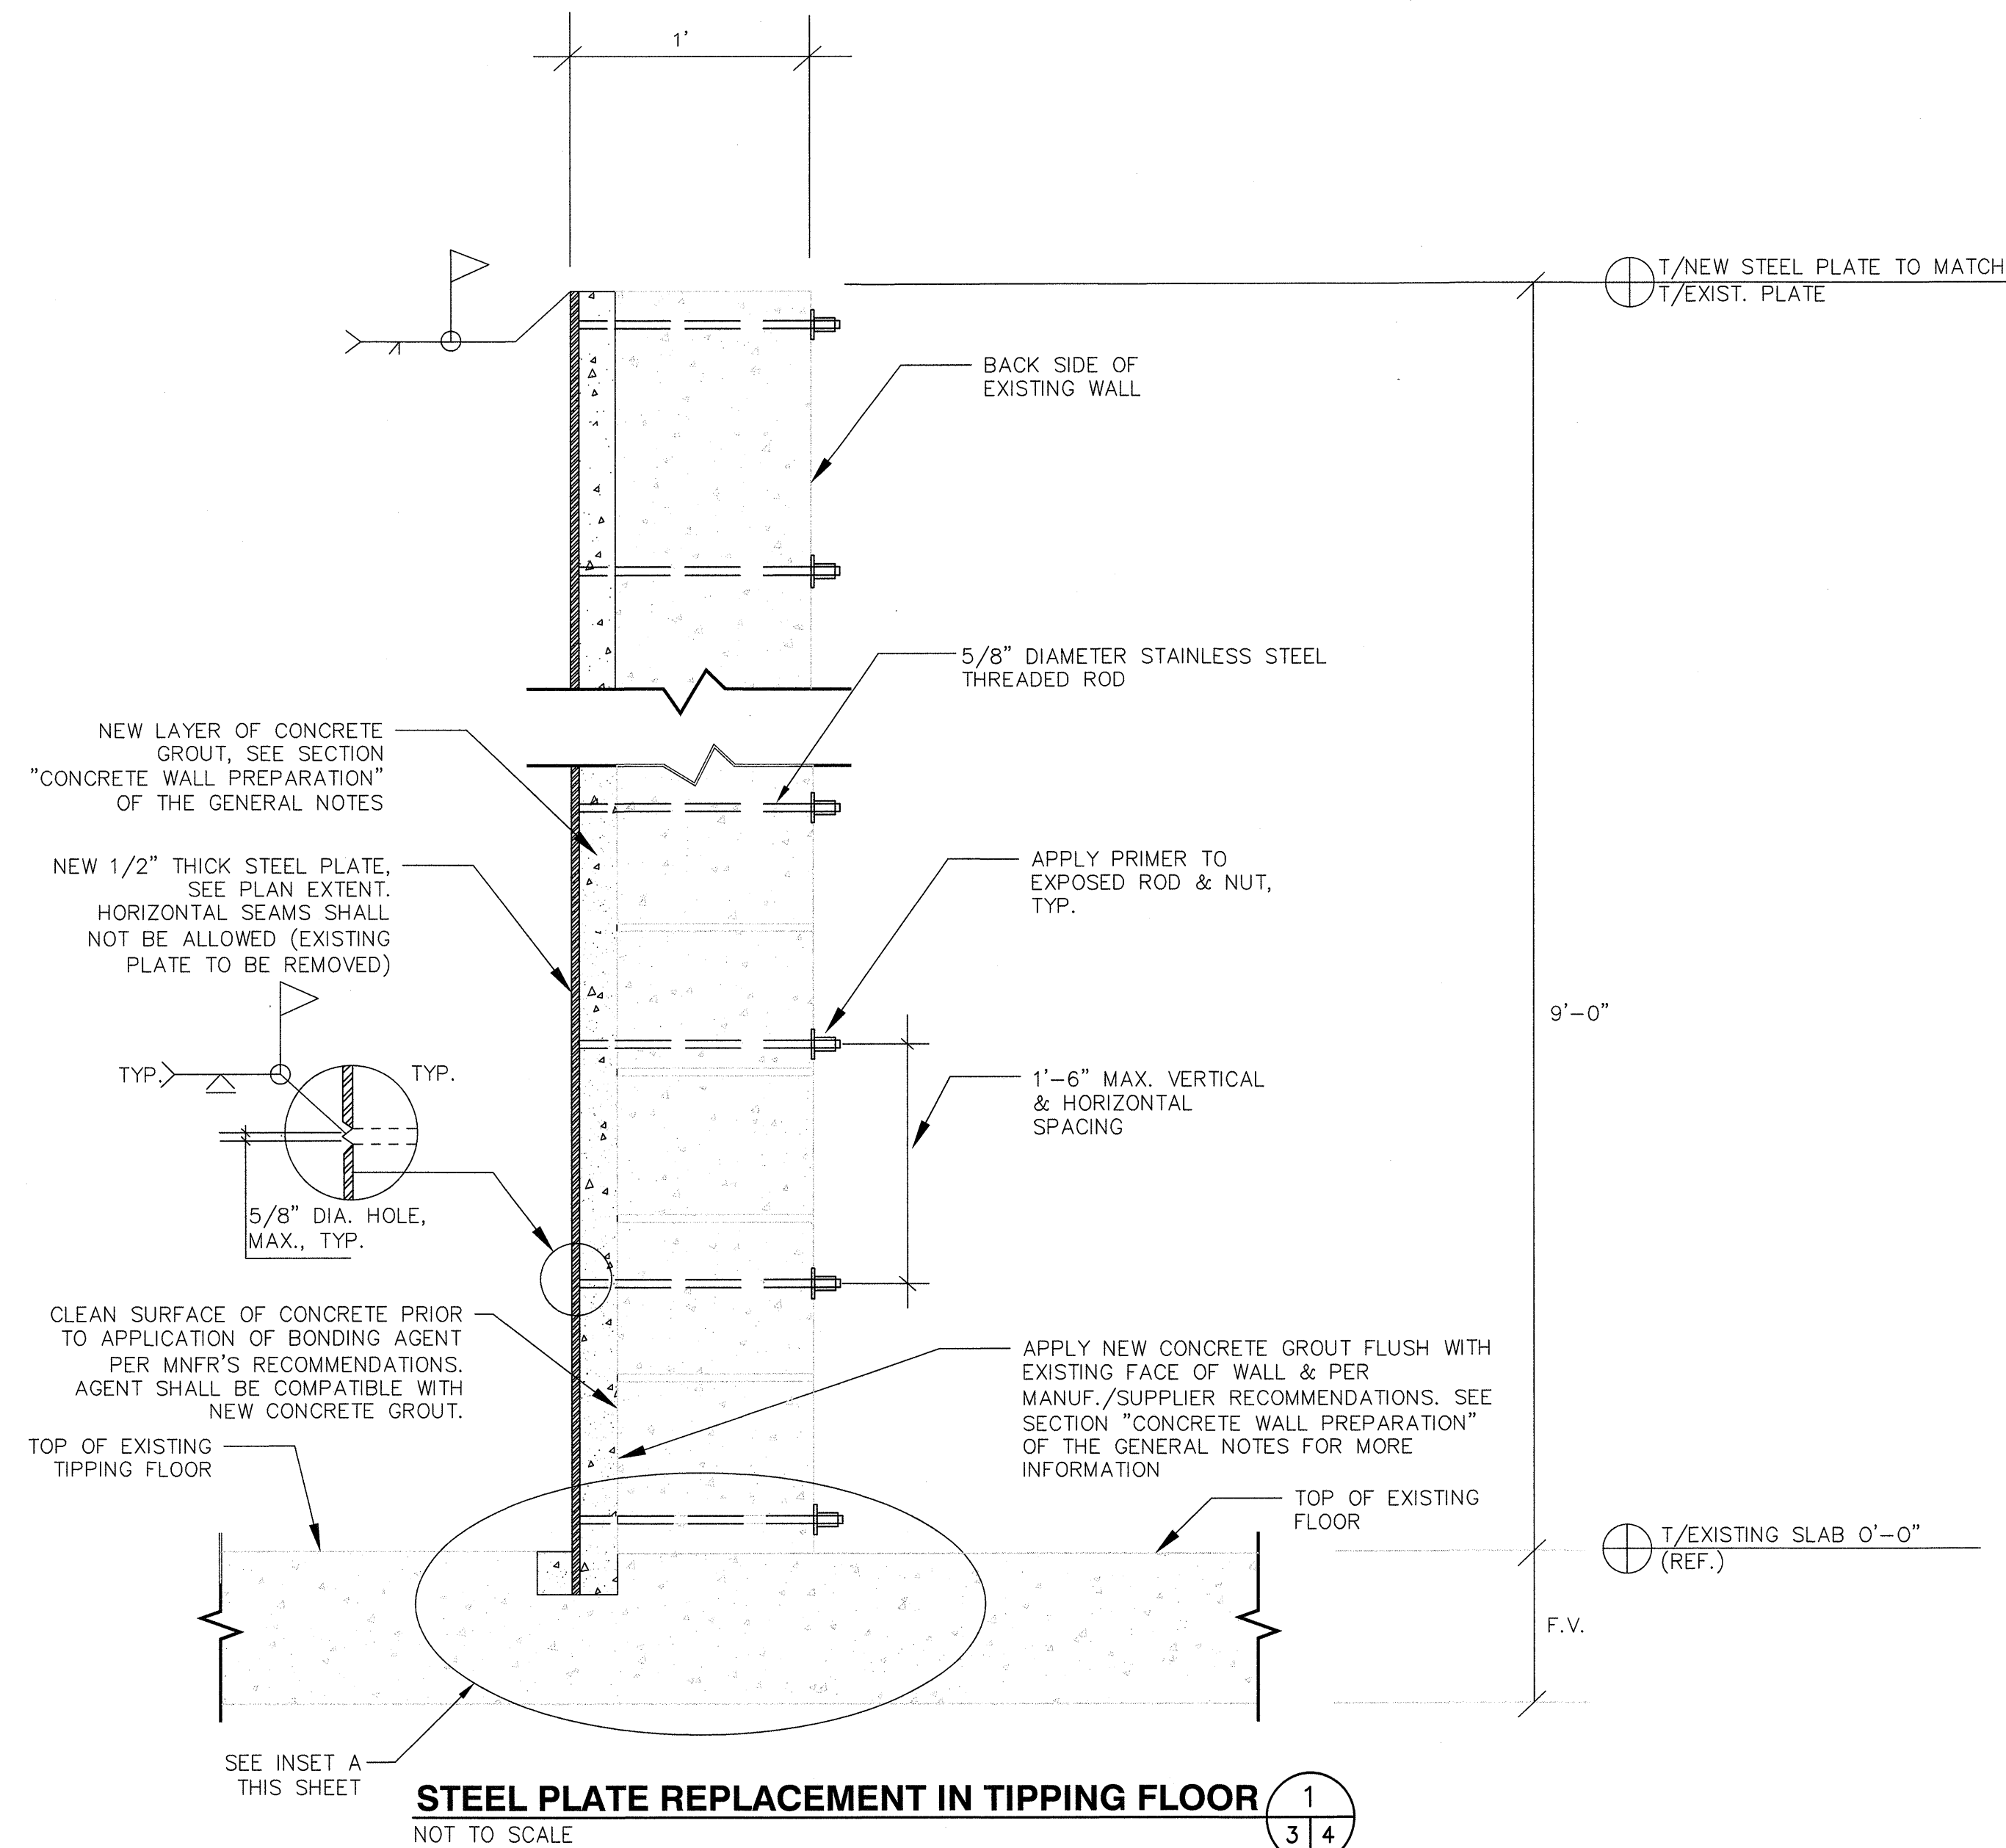 1'
T/NEW STEEL PLATE TO MATCH
T/EXIST. PLATE
BACK SIDE OF
EXISTING WALL
5/8" DIAMETER STAINLESS STEEL
THREADED ROD
NEW LAYER OF CONCRETE
GROUT, SEE SECTION
"CONCRETE WALL PREPARATION"
OF THE GENERAL NOTES
NEW 1/2" THICK STEEL PLATE,
SEE PLAN EXTENT.
HORIZONTAL SEAMS SHALL
NOT BE ALLOWED (EXISTING
PLATE TO BE REMOVED)
APPLY PRIMER TO
EXPOSED ROD & NUT,
TYP.
9'-0"
TYP.
TYP.
1'-6" MAX. VERTICAL
& HORIZONTAL
SPACING
5/8" DIA. HOLE,
MAX., TYP.
CLEAN SURFACE OF CONCRETE PRIOR
TO APPLICATION OF BONDING AGENT
PER MNFR'S RECOMMENDATIONS.
AGENT SHALL BE COMPATIBLE WITH
NEW CONCRETE GROUT.
APPLY NEW CONCRETE GROUT FLUSH WITH
EXISTING FACE OF WALL & PER
MANUF./SUPPLIER RECOMMENDATIONS. SEE
SECTION "CONCRETE WALL PREPARATION"
OF THE GENERAL NOTES FOR MORE
INFORMATION
TOP OF EXISTING
TIPPING FLOOR
TOP OF EXISTING
FLOOR
T/EXISTING SLAB 0'-0"
(REF.)
F.V.
SEE INSET A
THIS SHEET
STEEL PLATE REPLACEMENT IN TIPPING FLOOR
1
3 4
NOT TO SCALE